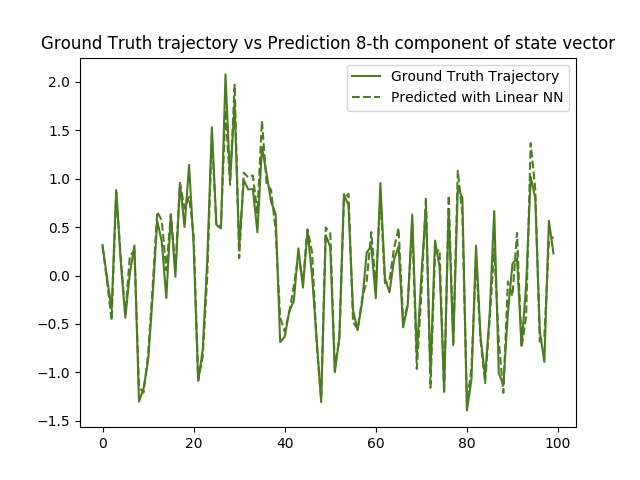 Ground Truth trajectory vs Prediction 8-th component of state vector
Ground Truth Trajectory
Predicted with Linear NN
2.0
1.5
1.0
0.5
0.0
−0.5
−1.0
−1.5
0 20 40 60 80 100